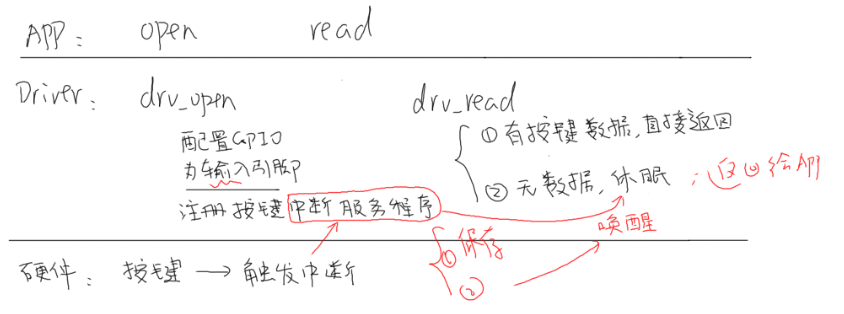 APP: open read
Driver: drv_open drv_read
配置GPIO
为输入引脚
注册按键中断服务程序
① 有按键数据,直接返回
② 无数据,休眠 ;返回给APP
唤醒
① 保存
②
硬件: 按键 → 触发中断